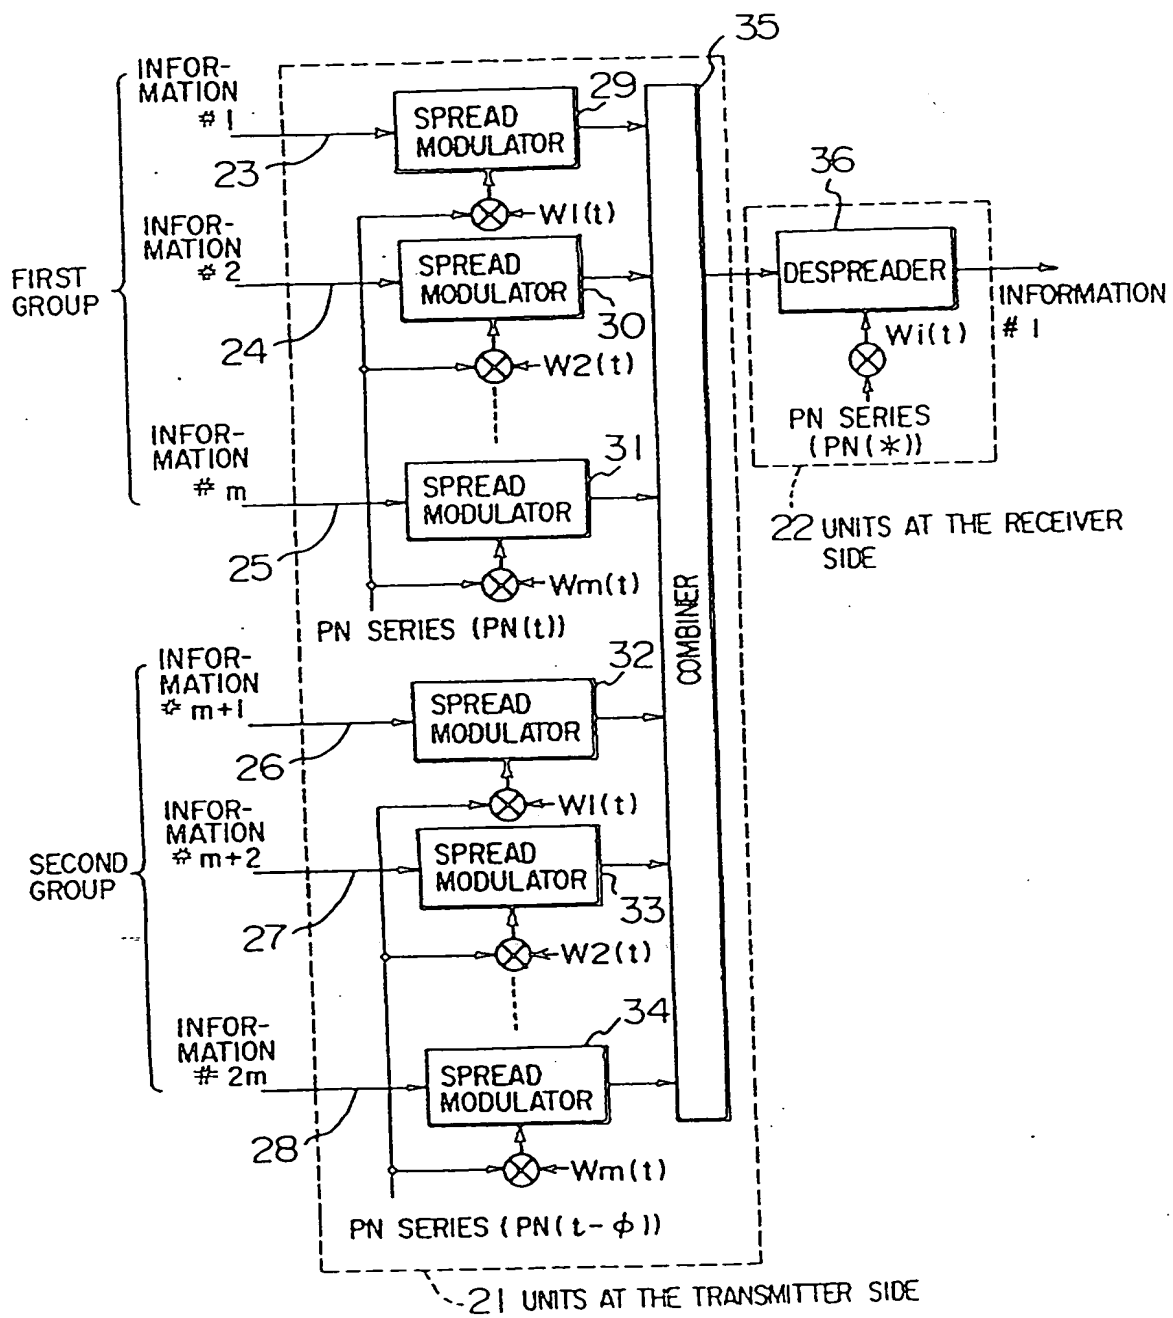 35
INFOR-
MATION
# 1
29
SPREAD
MODULATOR
23
36
W1(t)
INFOR-
MATION
# 2
SPREAD
MODULATOR
DESPREADER
FIRST
GROUP
30
INFORMATION
# 1
24
Wi(t)
W2(t)
PN SERIES
(PN(*))
INFOR-
MATION
# m
31
SPREAD
MODULATOR
22 UNITS AT THE RECEIVER
SIDE
25
Wm(t)
PN SERIES (PN(t))
COMBINER
INFOR-
MATION
# m+1
32
SPREAD
MODULATOR
26
W1(t)
INFOR-
MATION
# m+2
SPREAD
MODULATOR
SECOND
GROUP
33
27
W2(t)
34
INFOR-
MATION
# 2m
SPREAD
MODULATOR
28
Wm(t)
PN SERIES (PN(t-ϕ))
21 UNITS AT THE TRANSMITTER SIDE